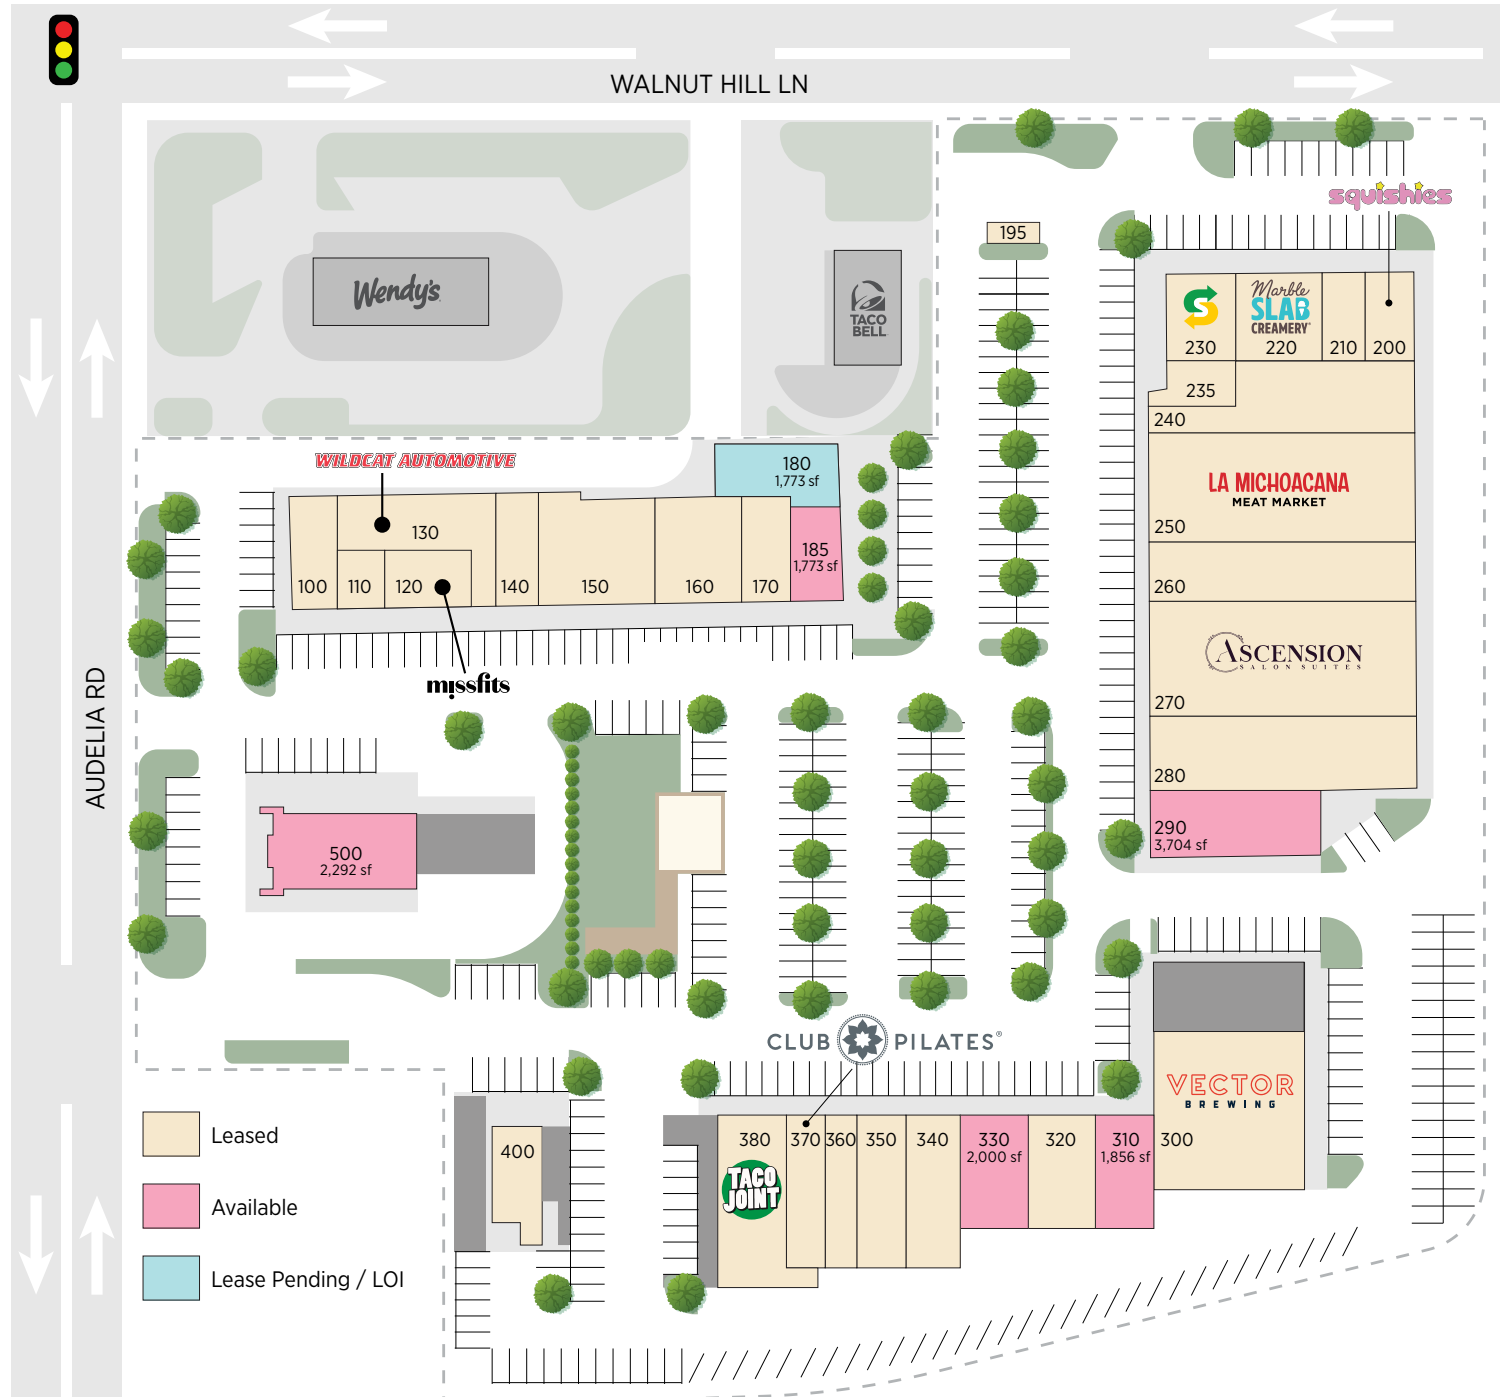 WALNUT HILL LN
squishies
195
Wendy's
TACO
BELL
Marble
SLAB
CREAMERY
230
220
210
200
235
240
WILDCAT AUTOMOTIVE
180
1,773 sf
LA MICHOACANA
MEAT MARKET
250
130
185
1,773 sf
100
110
120
140
150
160
170
260
ASCENSION
SALON SUITES
missfits
270
AUDELIA RD
280
290
3,704 sf
500
2,292 sf
CLUB PILATES®
VECTOR
BREWING
Leased
400
380
370
360
350
340
330
2,000 sf
320
310
1,856 sf
300
TACO
JOINT
Available
Lease Pending / LOI